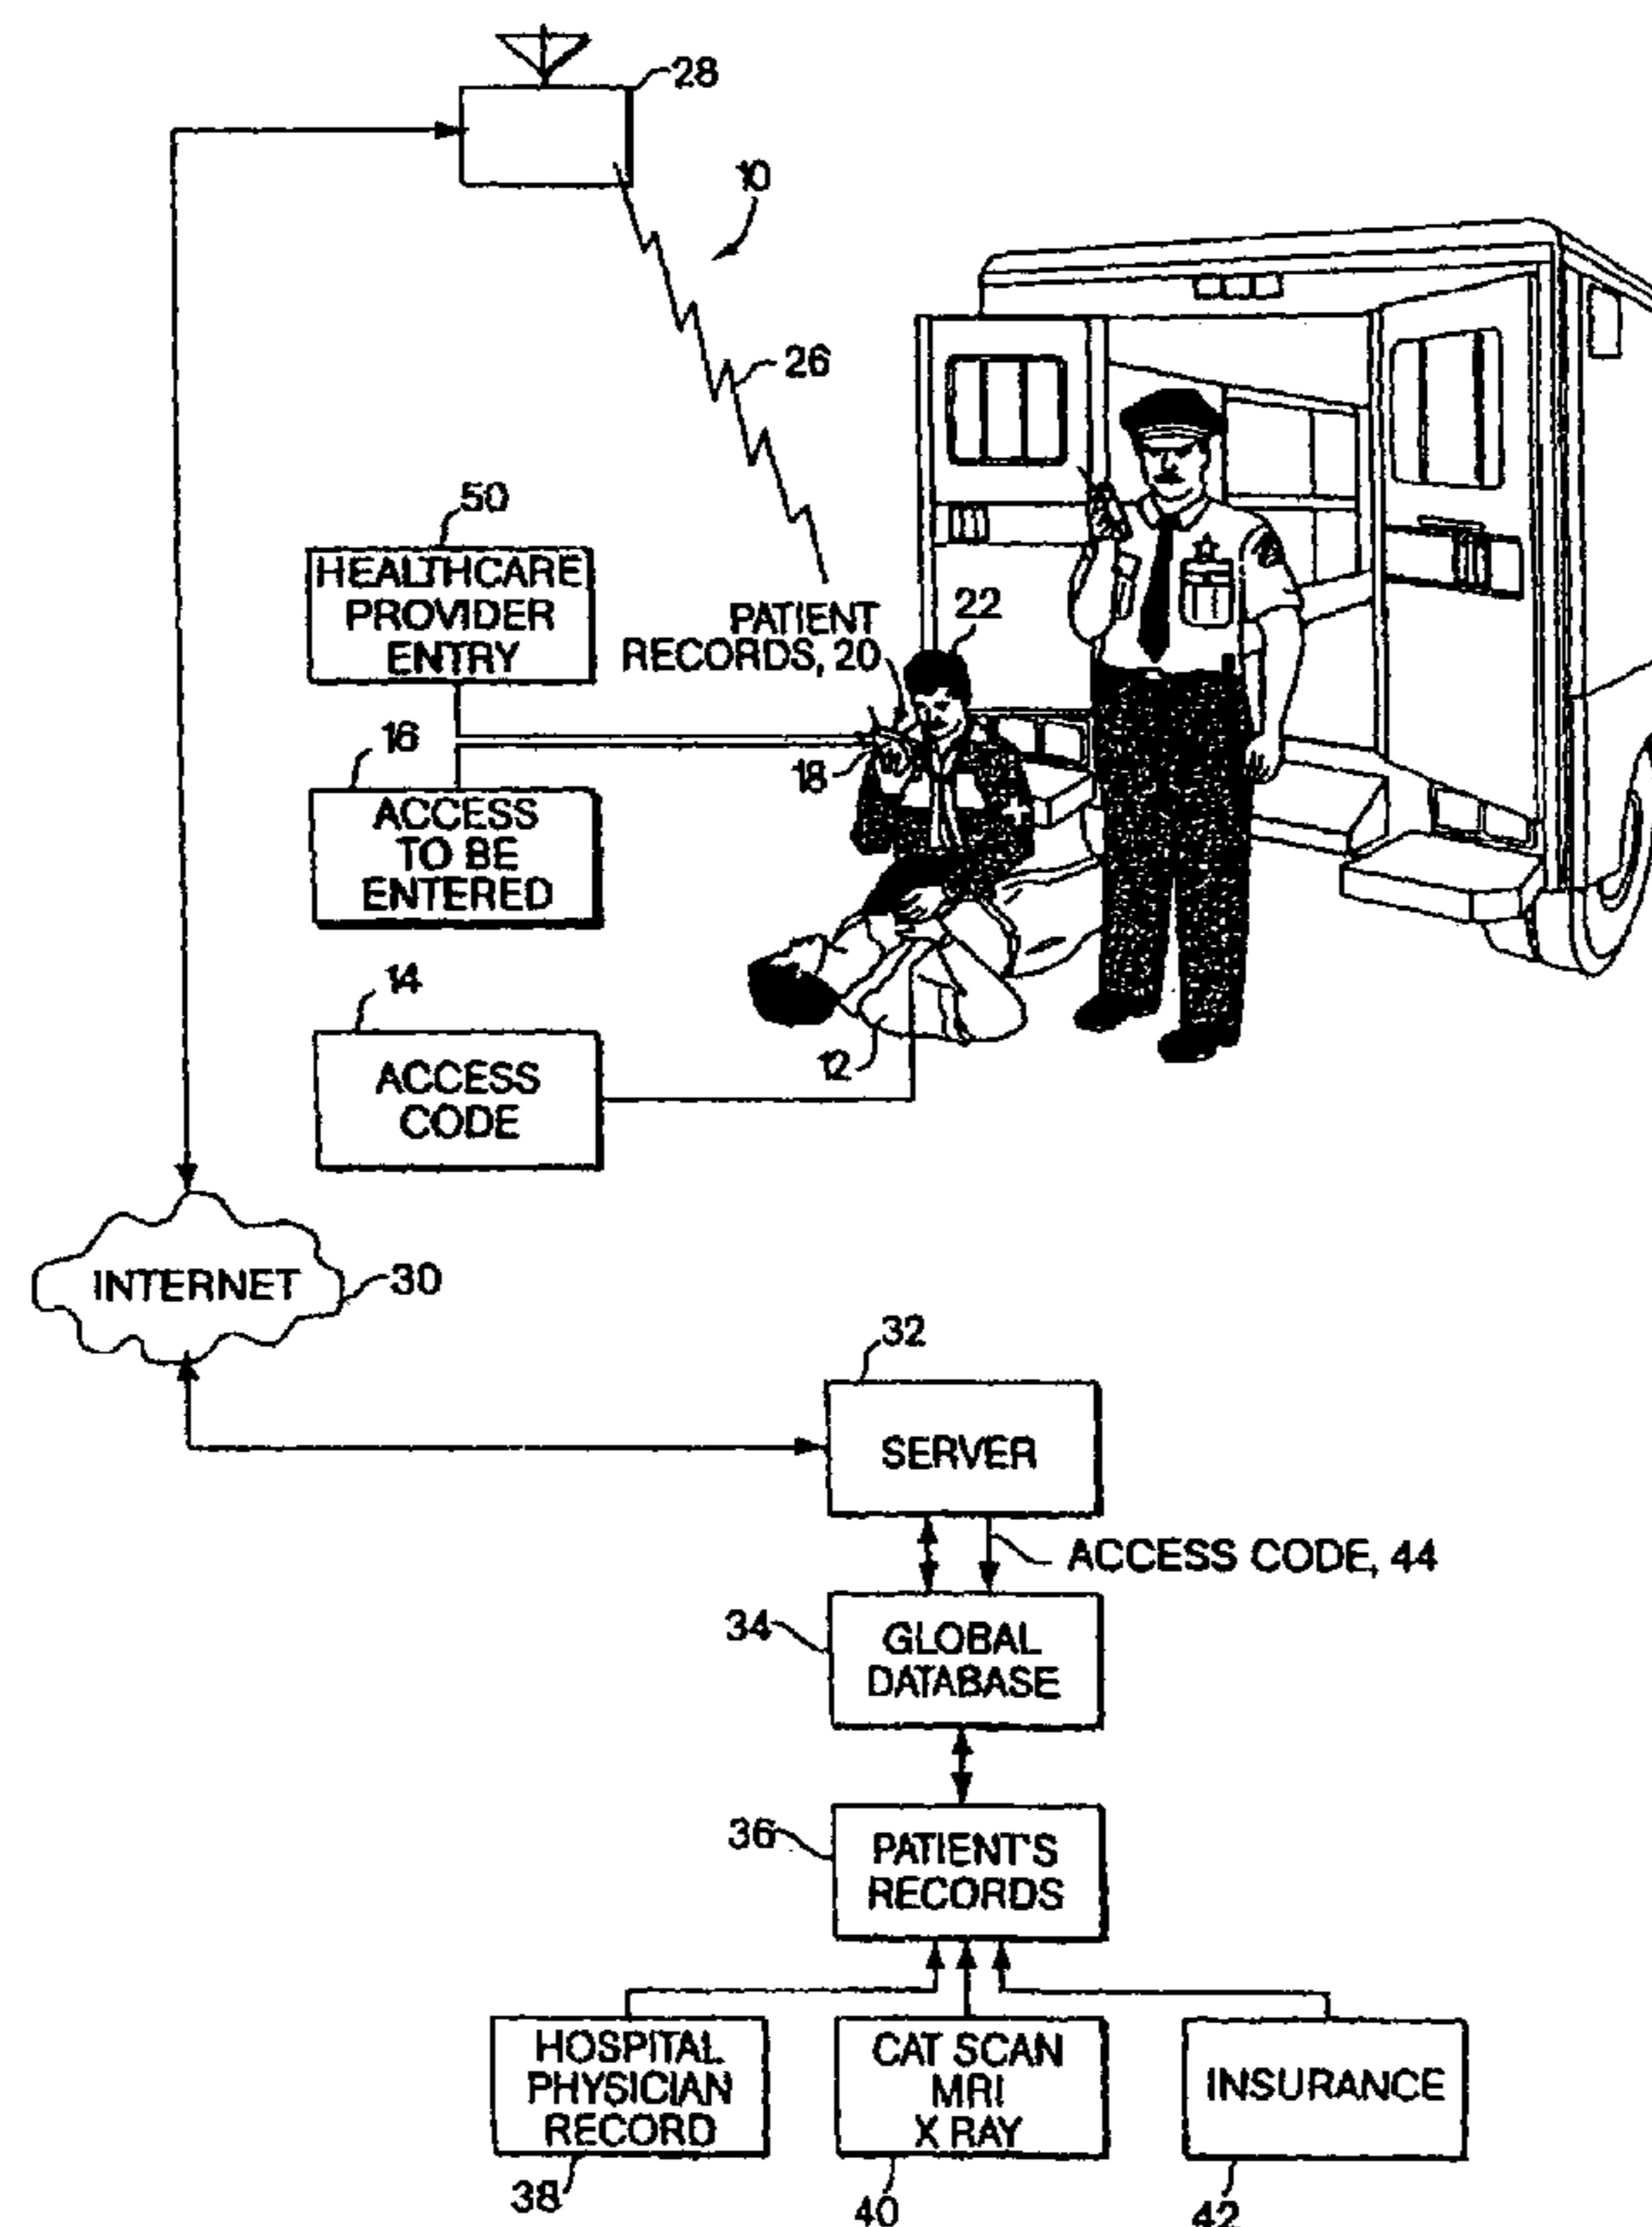 28
10
26
50
HEALTHCARE
PROVIDER
ENTRY
PATIENT
RECORDS, 20
22
16
18
ACCESS
TO BE
ENTERED
14
12
ACCESS
CODE
INTERNET
30
32
SERVER
ACCESS CODE, 44
34
GLOBAL
DATABASE
36
PATIENT'S
RECORDS
HOSPITAL
PHYSICIAN
RECORD
CAT SCAN
MRI
X RAY
INSURANCE
38
40
42